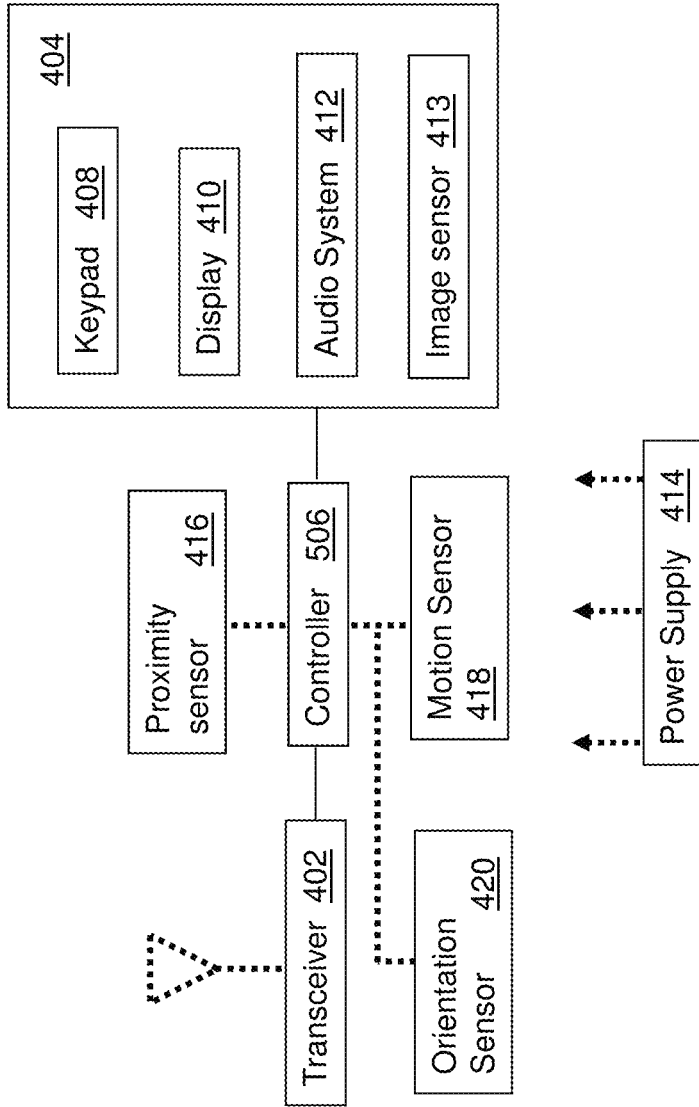 404
Keypad 408
Display 410
Audio System 412
Image sensor 413
Proximity
sensor 416
Controller 506
Motion Sensor
418
Transceiver 402
Orientation
Sensor 420
Power Supply 414